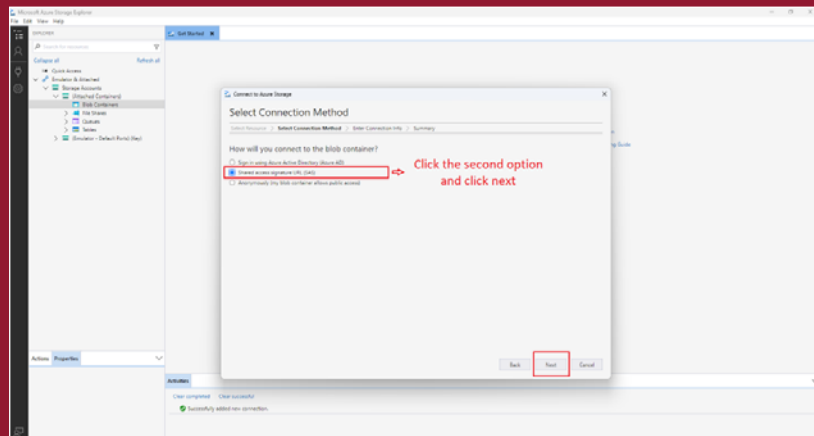 Microsoft Azure Storage Explorer
File Edit View Help
EXPLORER
Get Started
Search for resources
Collapse all
Refresh all
Quick Access
Emulator & Attached
Storage Accounts
(Attached Containers)
Blob Containers
File Shares
Queues
Tables
(Emulator - Default Ports) (Key)
Connect to Azure Storage
Select Connection Method
Select Resource > Select Connection Method > Enter Connection Info > Summary
How will you connect to the blob container?
Sign in using Azure Active Directory (Azure AD)
Shared access signature URL (SAS)
Anonymously (my blob container allows public access)
Click the second option
and click next
Guide
Back
Next
Cancel
Actions
Properties
Activities
Clear completed
Clear successful
Successfully added new connection.